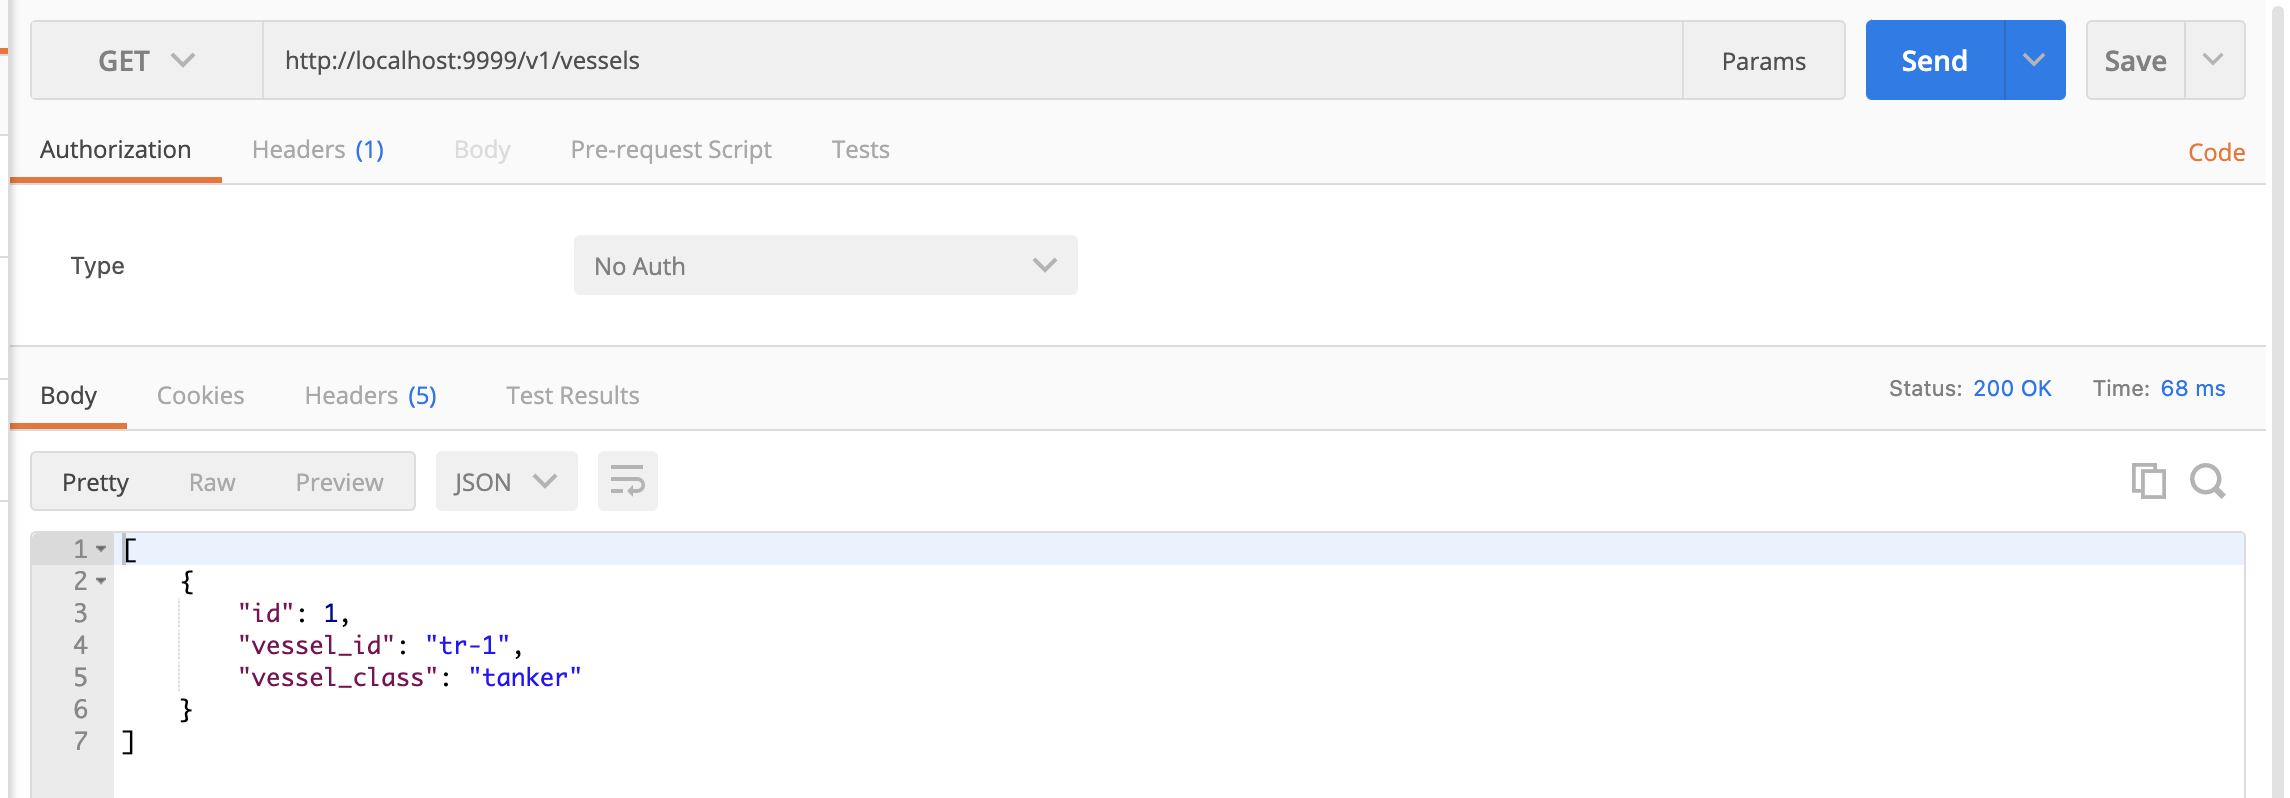 GET http://localhost:9999/v1/vessels Params Send Save
Authorization Headers (1) Body Pre-request Script Tests Code
Type No Auth
Body Cookies Headers (5) Test Results Status: 200 OK Time: 68 ms
Pretty Raw Preview JSON
1 [
2 {
3 "id": 1,
4 "vessel_id": "tr-1",
5 "vessel_class": "tanker"
6 }
7 ]